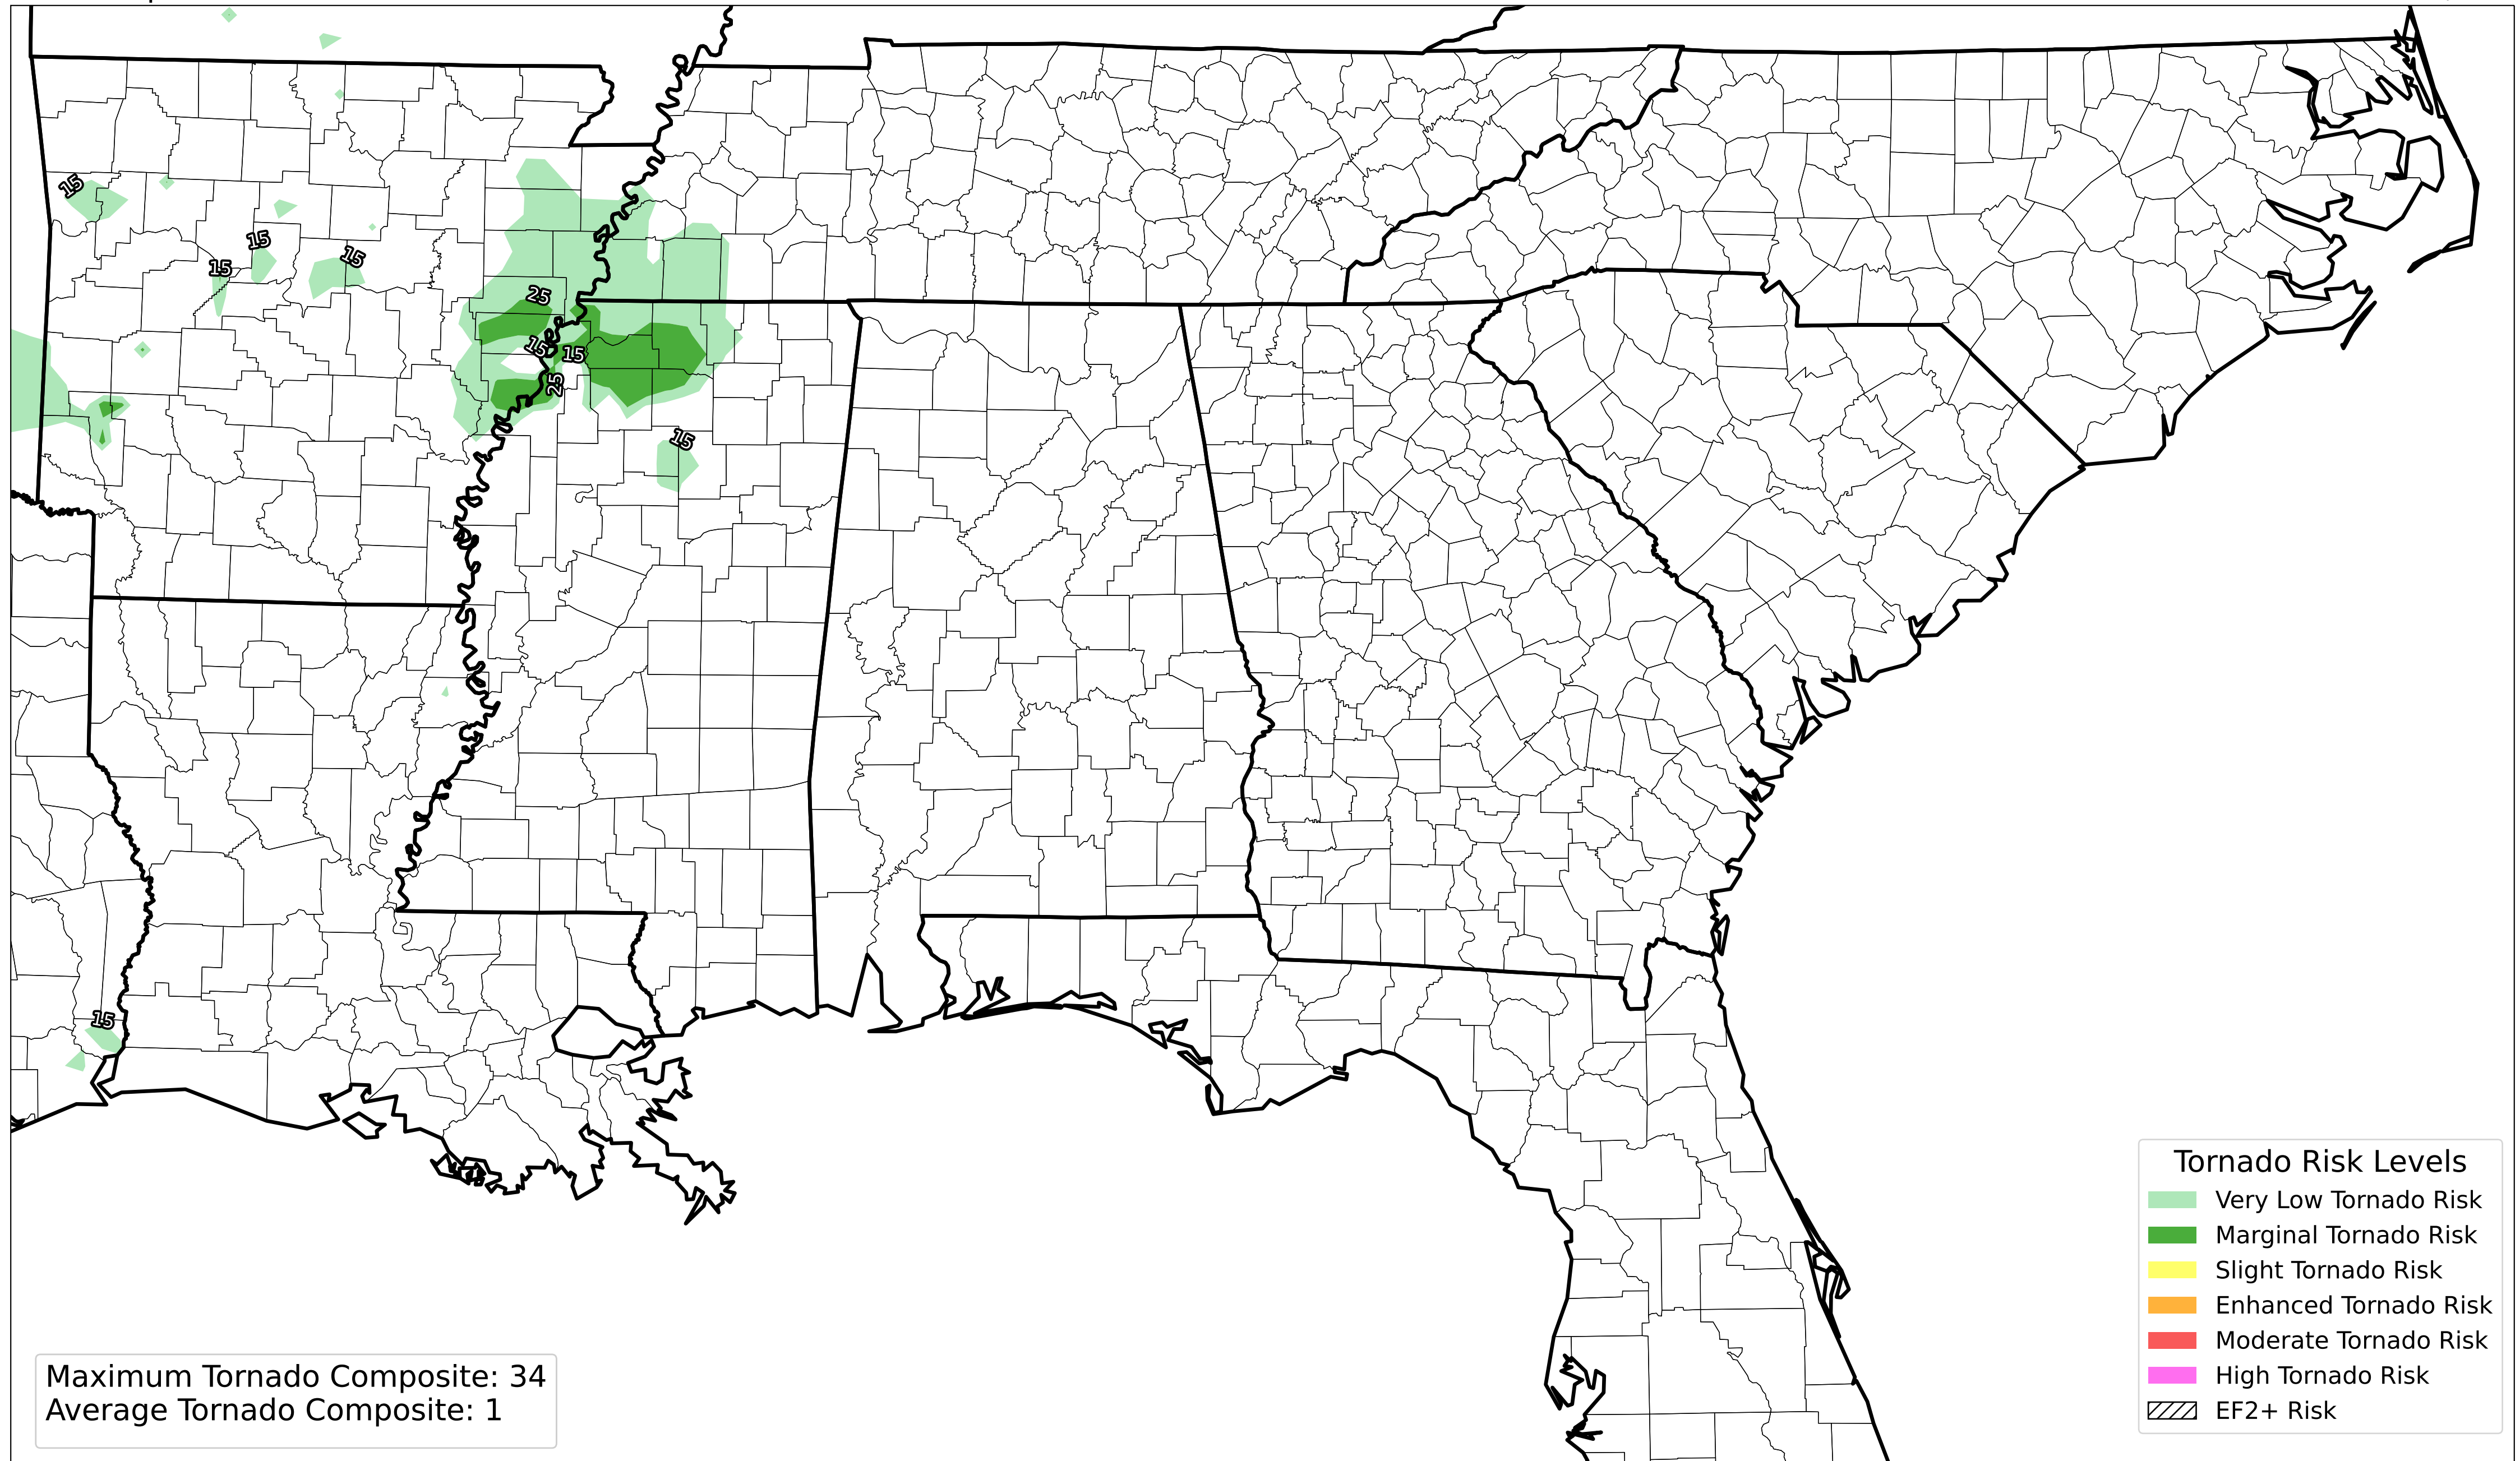 15
15
15
15
25
15
15
25
15
15
Tornado Risk Levels
Very Low Tornado Risk
Marginal Tornado Risk
Slight Tornado Risk
Enhanced Tornado Risk
Moderate Tornado Risk
High Tornado Risk
EF2+ Risk
Maximum Tornado Composite: 34
Average Tornado Composite: 1